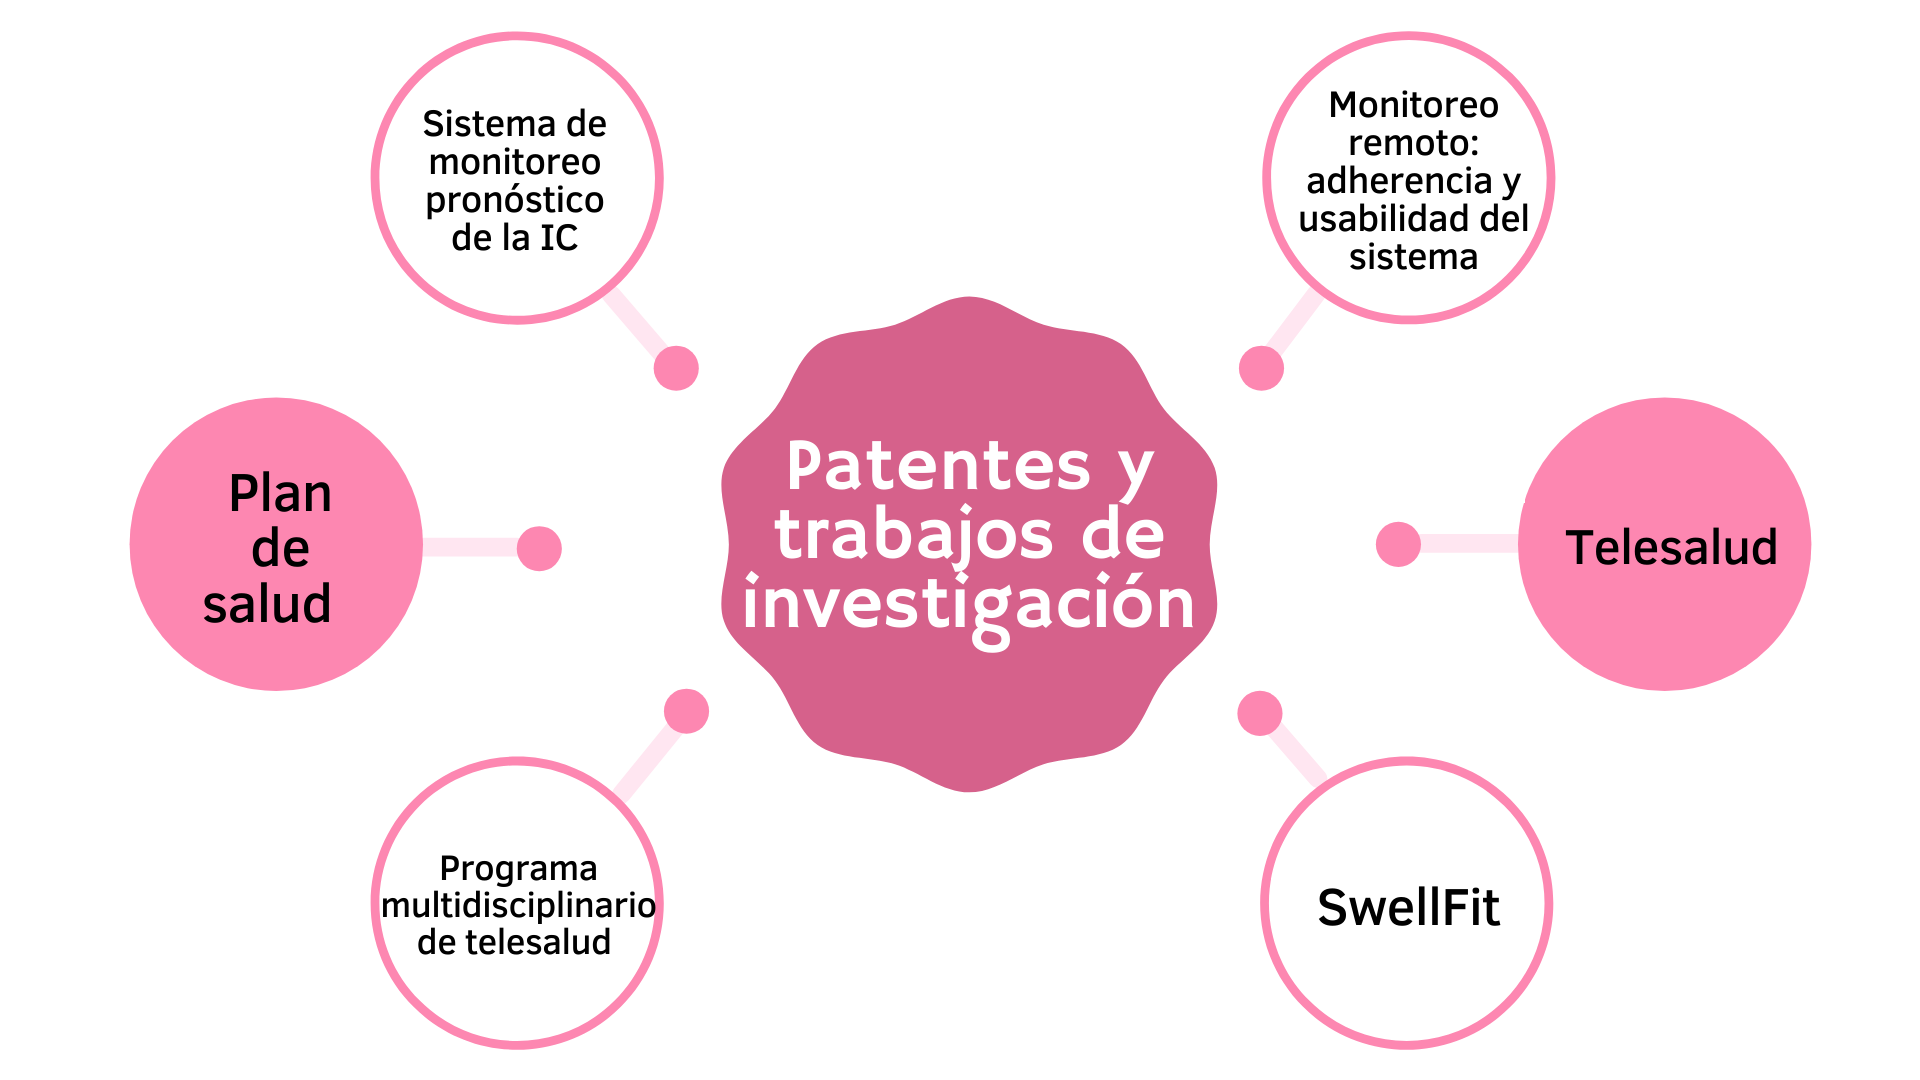 Sistema de
monitoreo
pronóstico
de la IC
Monitoreo
remoto:
adherencia y
usabilidad del
sistema
Plan
de
salud
Patentes y
trabajos de
investigación
Telesalud
Programa
multidisciplinario
de telesalud
SwellFit